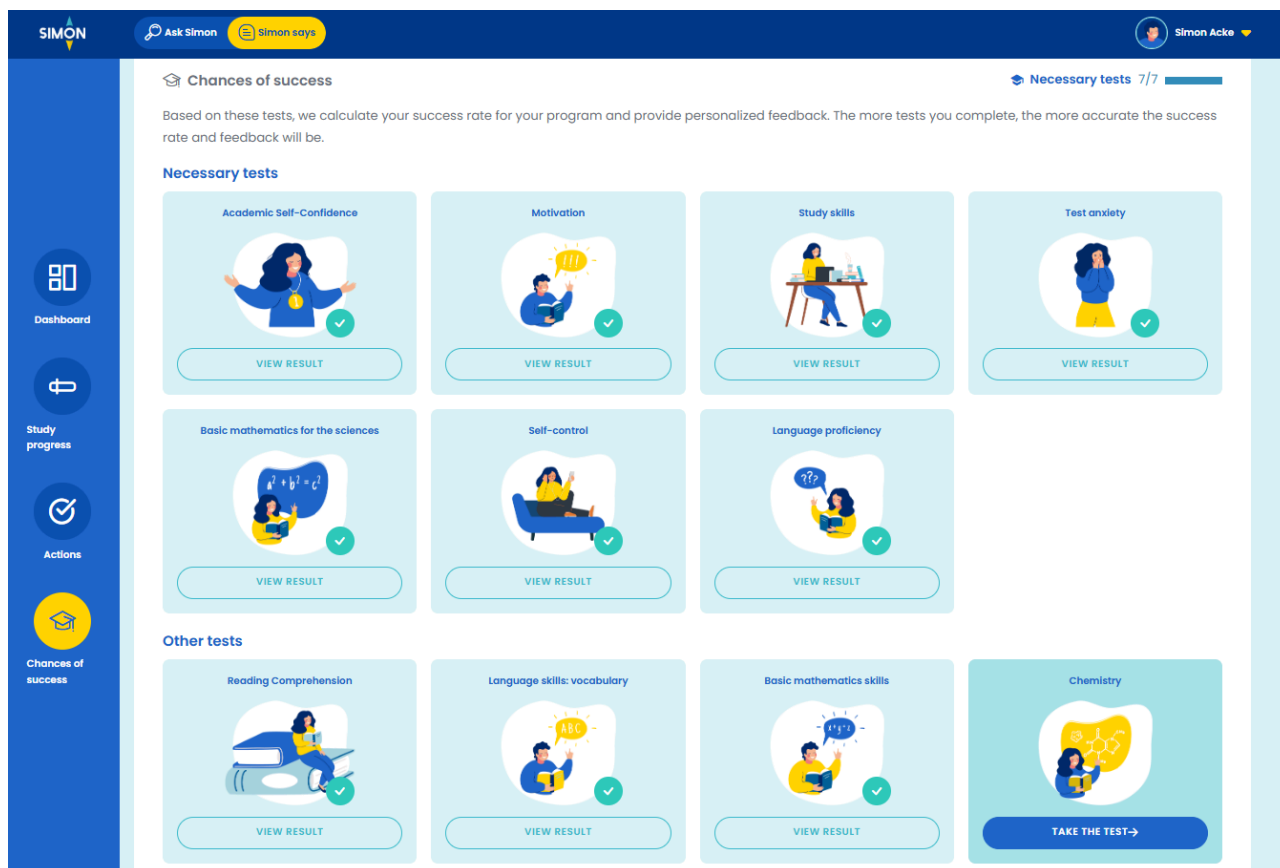 SIMON
Ask Simon
Simon says
Simon Acke
Chances of success
Necessary tests 7/7
Based on these tests, we calculate your success rate for your program and provide personalized feedback. The more tests you complete, the more accurate the success
rate and feedback will be.
Necessary tests
Academic Self-Confidence
Motivation
Study skills
Test anxiety
1
VIEW RESULT
VIEW RESULT
VIEW RESULT
VIEW RESULT
Basic mathematics for the sciences
Self-control
Language proficiency
a² + b² = c²
???
VIEW RESULT
VIEW RESULT
VIEW RESULT
Other tests
Reading Comprehension
Language skills: vocabulary
Basic mathematics skills
Chemistry
ABC
VIEW RESULT
VIEW RESULT
VIEW RESULT
TAKE THE TEST→
Dashboard
Study
progress
Actions
Chances of
success